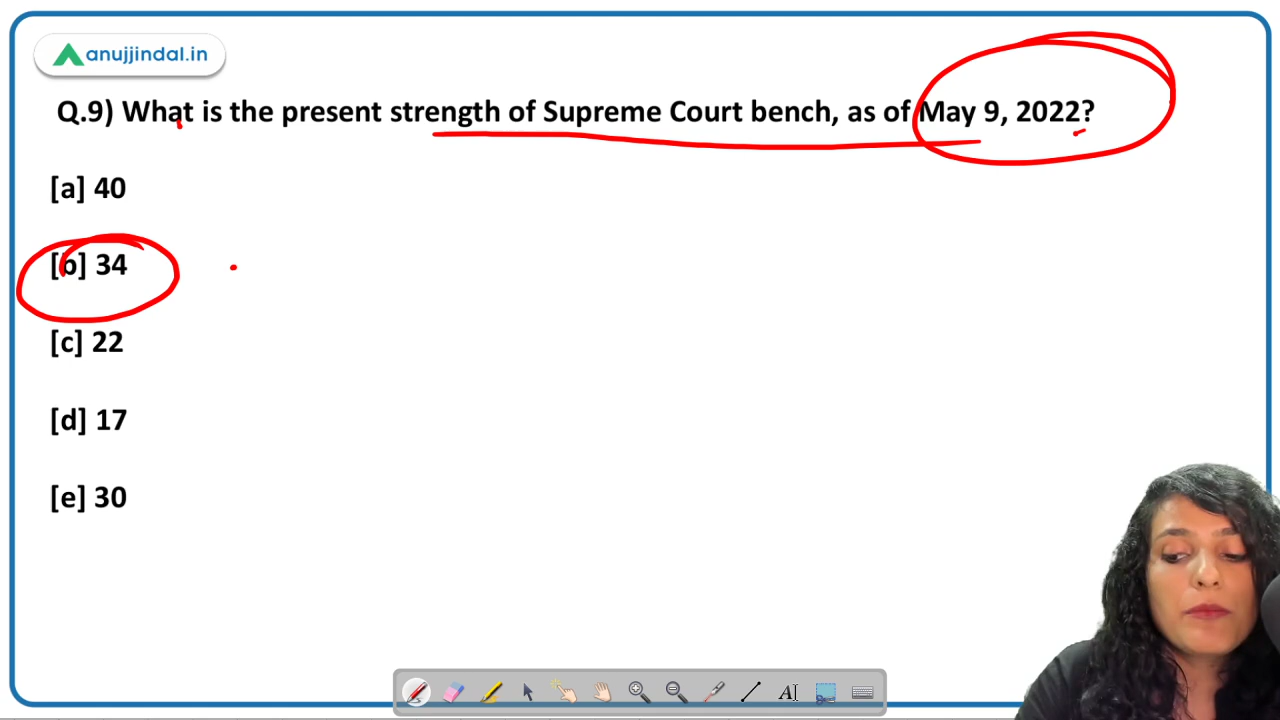 anujjindal.in
Q.9) What is the present strength of Supreme Court bench, as of May 9, 2022?
[a] 40
[b] 34
[c] 22
[d] 17
[e] 30
A